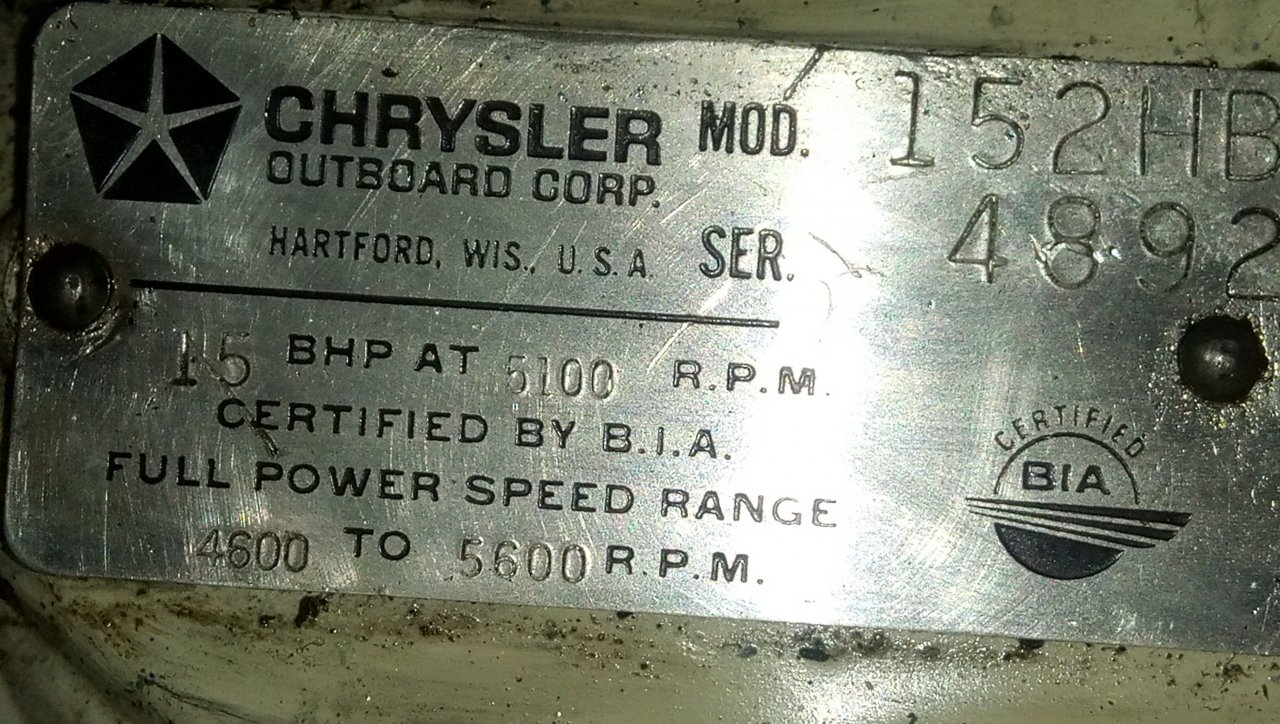 CHRYSLER MOD. 152HB
OUTBOARD CORP.
HARTFORD, WIS., U.S.A. SER. 4892
15 BHP AT 5100 R.P.M.
CERTIFIED BY B.I.A.
FULL POWER SPEED RANGE
4600 TO 5600 R.P.M.
CERTIFIED
BIA